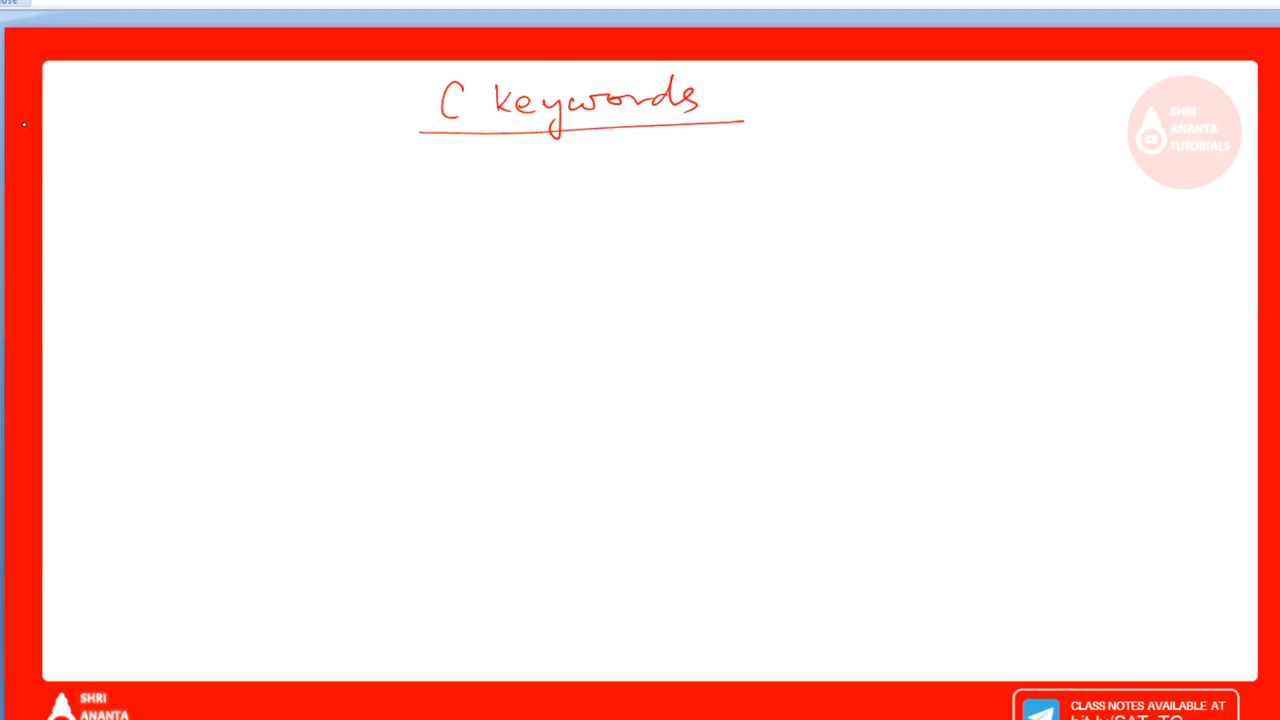 C keywords
SHRI
ANANTA
TUTORIALS
SHRI
ANANTA
CLASS NOTES AVAILABLE AT